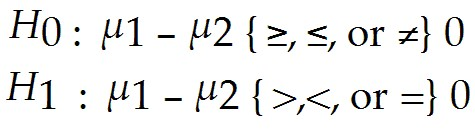 H0 : μ1 – μ2 { ≥, ≤, or ≠} 0
H1 : μ1 – μ2 { >,<, or =} 0